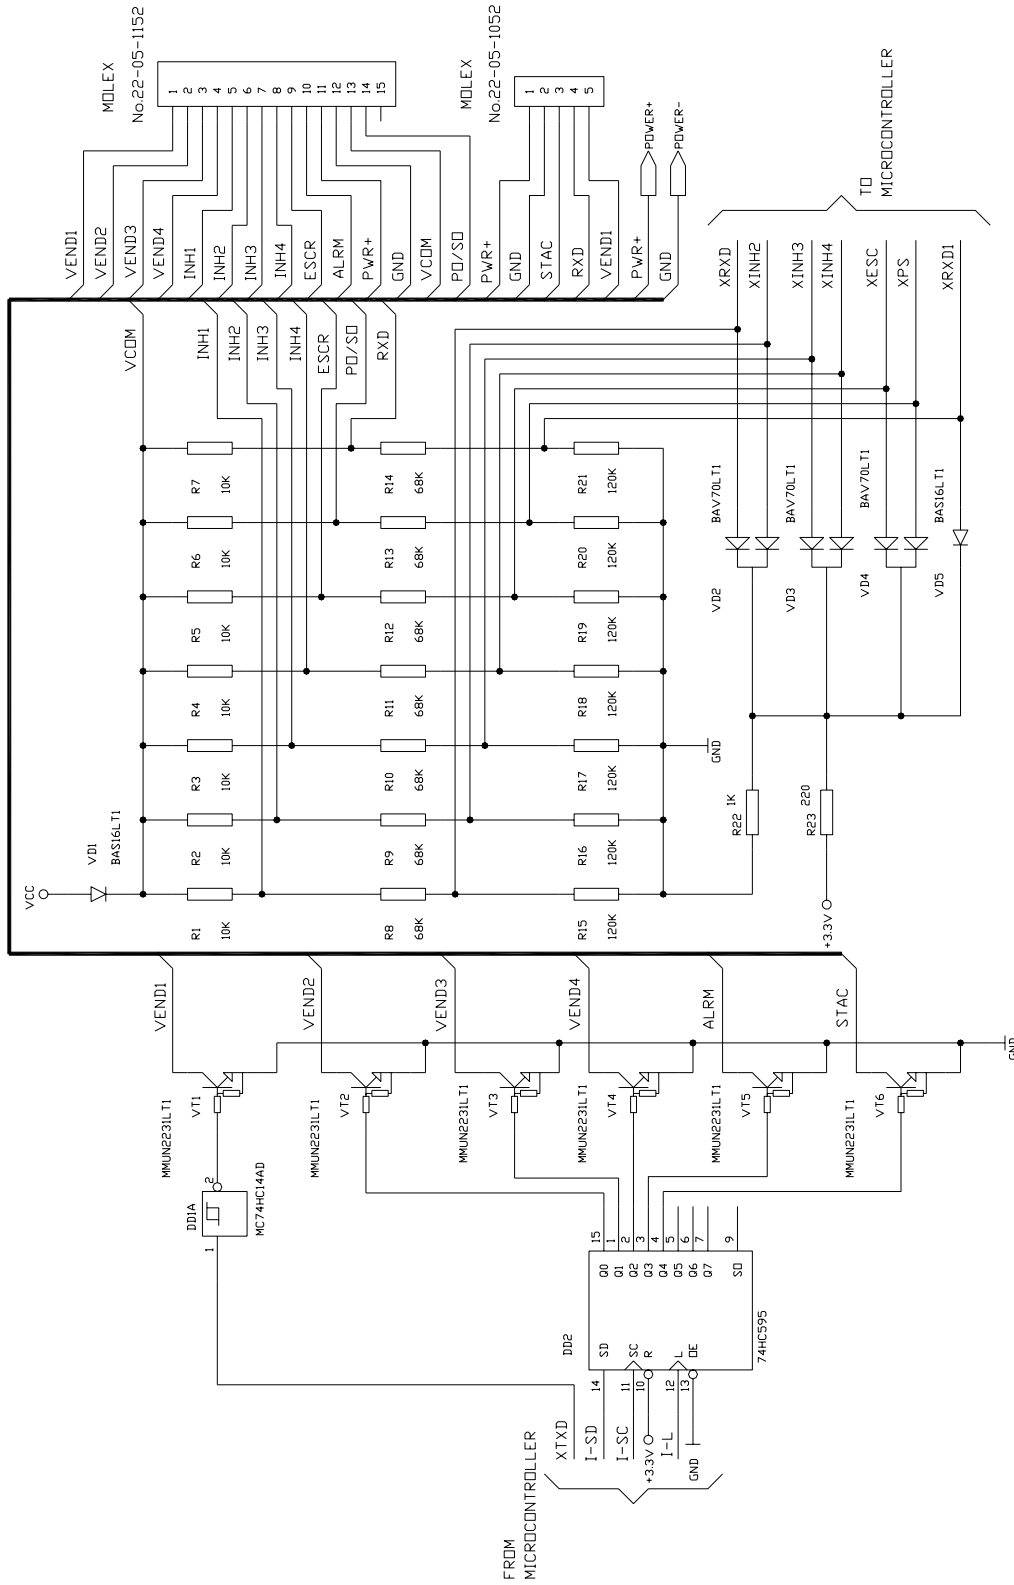 MOLEX
No.22-05-1152
1
2
3
4
5
6
7
8
9
10
11
12
13
14
15
MOLEX
No.22-05-1052
1
2
3
4
5
POWER+
POWER-
VEND1
VEND2
VEND3
VEND4
INH1
INH2
INH3
INH4
ESCR
ALRM
PWR+
GND
VCOM
PO/SO
PWR+
GND
STAC
RXD
VEND1
PWR+
GND
TO
MICROCONTROLLER
XRXD
XINH2
XINH3
XINH4
XESC
XPS
XRXD1
VCOM
INH1
INH2
INH3
INH4
ESCR
PO/SO
RXD
R7
10K
R14
68K
R21
120K
R6
10K
R13
68K
R20
120K
R5
10K
R12
68K
R19
120K
R4
10K
R11
68K
R18
120K
R3
10K
R10
68K
R17
120K
R2
10K
R9
68K
R16
120K
R1
10K
R8
68K
R15
120K
BAV70LT1
BAV70LT1
BAV70LT1
BAS16LT1
VD2
VD3
VD4
VD5
GND
R22 1K
R23 220
+3.3V
VCC
VD1
BAS16LT1
VEND1
VEND2
VEND3
VEND4
ALRM
STAC
GND
VT1
MMUN2231LT1
VT2
MMUN2231LT1
VT3
MMUN2231LT1
VT4
MMUN2231LT1
VT5
MMUN2231LT1
VT6
MMUN2231LT1
DD1A
MC74HC14AD
2
1
DD2
74HC595
15
1
2
3
4
5
6
7
9
Q0
Q1
Q2
Q3
Q4
Q5
Q6
Q7
SO
SD
SC
R
L
OE
14
11
10
12
13
XTXD
I-SD
I-SC
+3.3V
I-L
GND
FROM
MICROCONTROLLER